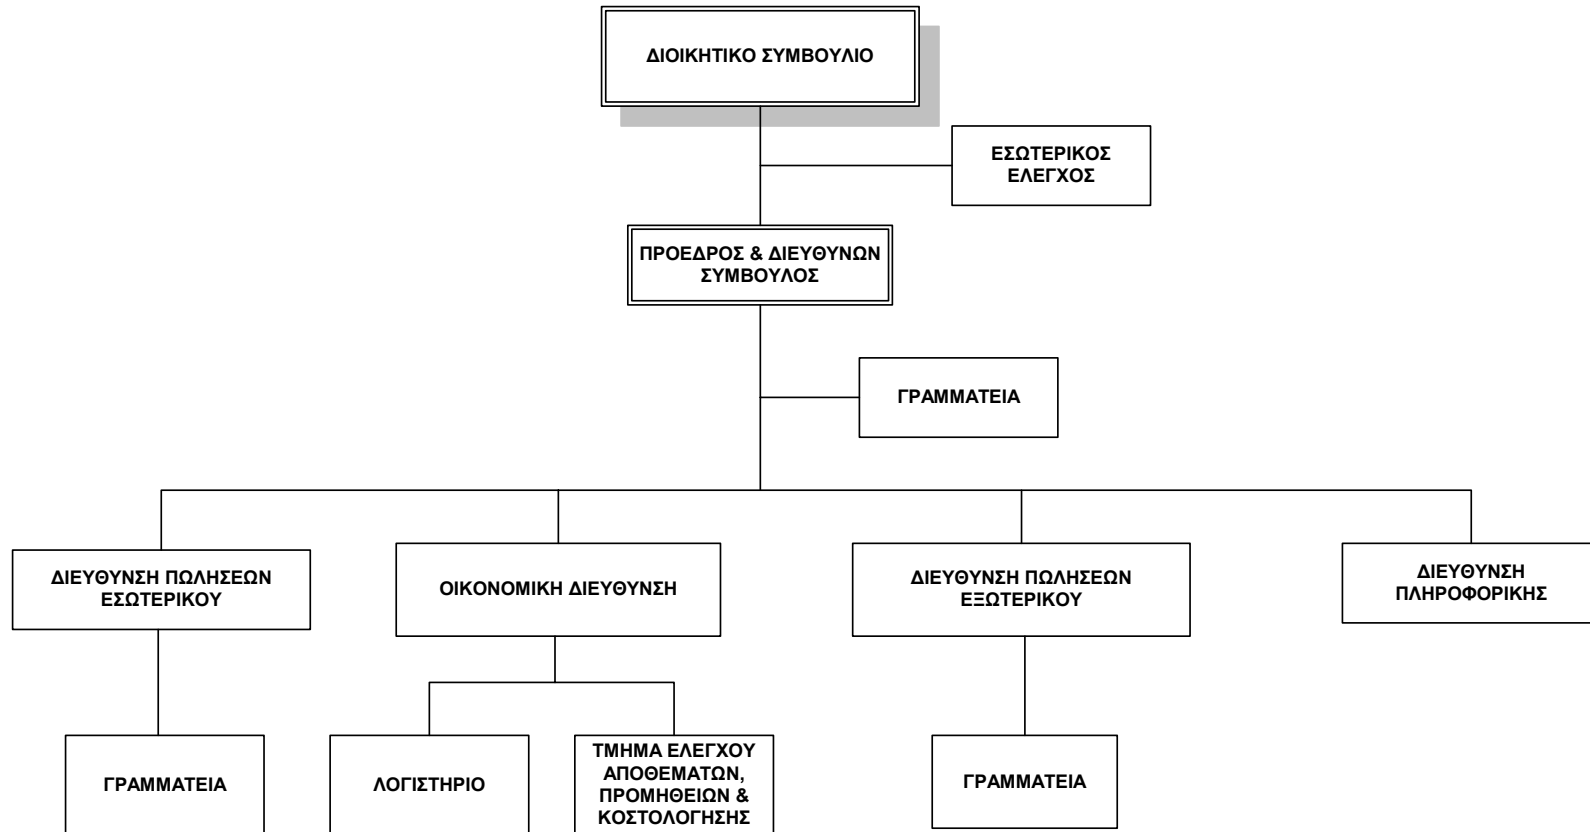 ΔΙΟΙΚΗΤΙΚΟ ΣΥΜΒΟΥΛΙΟ
ΕΣΩΤΕΡΙΚΟΣ
ΕΛΕΓΧΟΣ
ΠΡΟΕΔΡΟΣ & ΔΙΕΥΘΥΝΩΝ
ΣΥΜΒΟΥΛΟΣ
ΓΡΑΜΜΑΤΕΙΑ
ΔΙΕΥΘΥΝΣΗ ΠΩΛΗΣΕΩΝ
ΕΣΩΤΕΡΙΚΟΥ
ΟΙΚΟΝΟΜΙΚΗ ΔΙΕΥΘΥΝΣΗ
ΔΙΕΥΘΥΝΣΗ ΠΩΛΗΣΕΩΝ
ΕΞΩΤΕΡΙΚΟΥ
ΔΙΕΥΘΥΝΣΗ
ΠΛΗΡΟΦΟΡΙΚΗΣ
ΓΡΑΜΜΑΤΕΙΑ
ΛΟΓΙΣΤΗΡΙΟ
ΤΜΗΜΑ ΕΛΕΓΧΟΥ
ΑΠΟΘΕΜΑΤΩΝ,
ΠΡΟΜΗΘΕΙΩΝ &
ΚΟΣΤΟΛΟΓΗΣΗΣ
ΓΡΑΜΜΑΤΕΙΑ